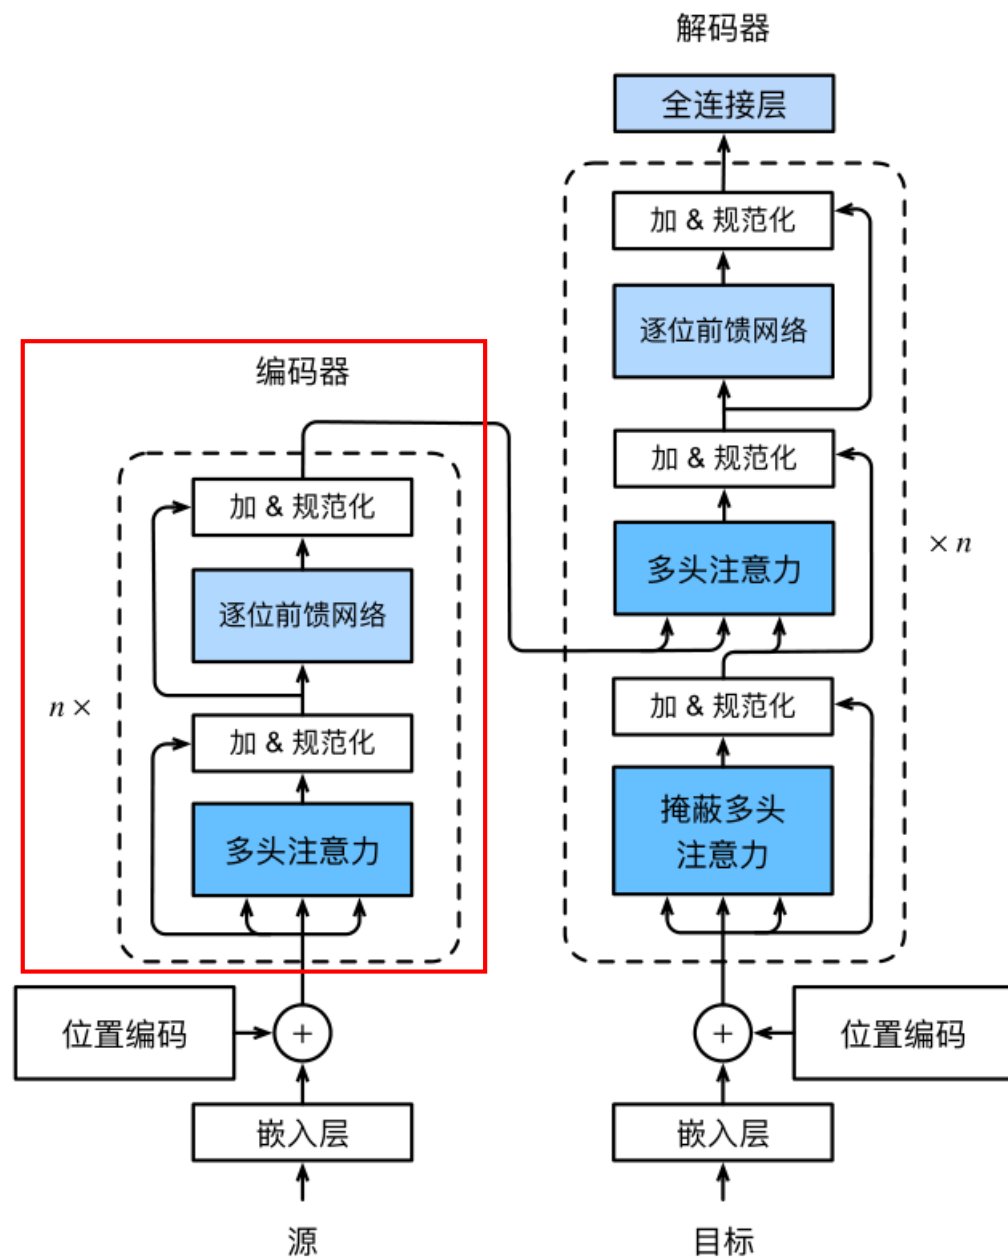 解码器
全连接层
加 & 规范化
逐位前馈网络
加 & 规范化
多头注意力
× n
加 & 规范化
掩蔽多头
注意力
位置编码
+
嵌入层
目标
编码器
加 & 规范化
逐位前馈网络
n ×
加 & 规范化
多头注意力
位置编码
+
嵌入层
源